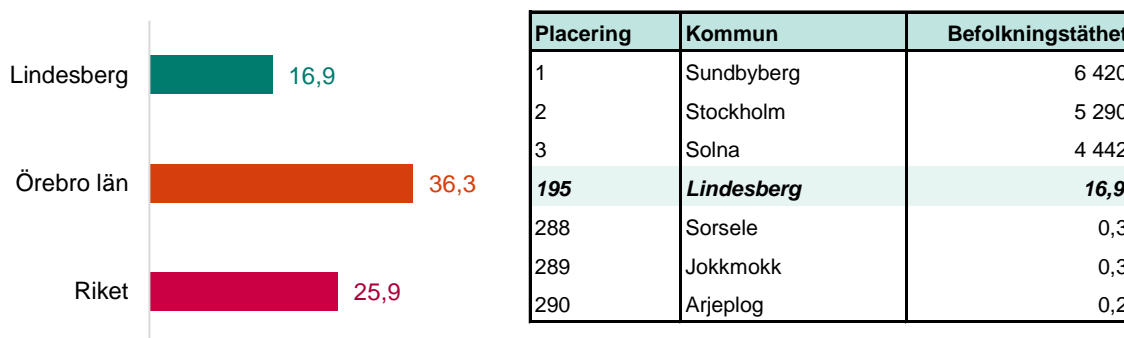 Lindesberg 16,9
Örebro län 36,3
Riket 25,9
Placering Kommun Befolkningstäthet
1 Sundbyberg 6 420
2 Stockholm 5 290
3 Solna 4 442
195 Lindesberg 16,9
288 Sorsele 0,3
289 Jokkmokk 0,3
290 Arjeplog 0,2